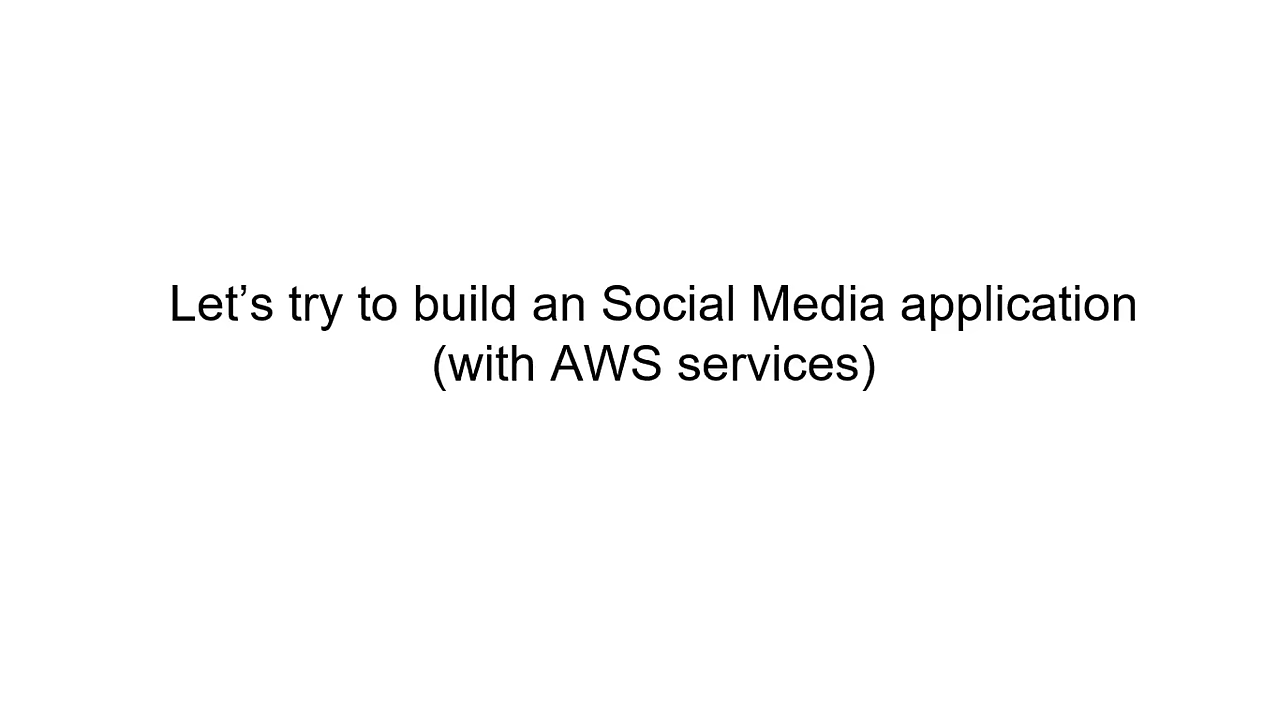 Let’s try to build an Social Media application
(with AWS services)